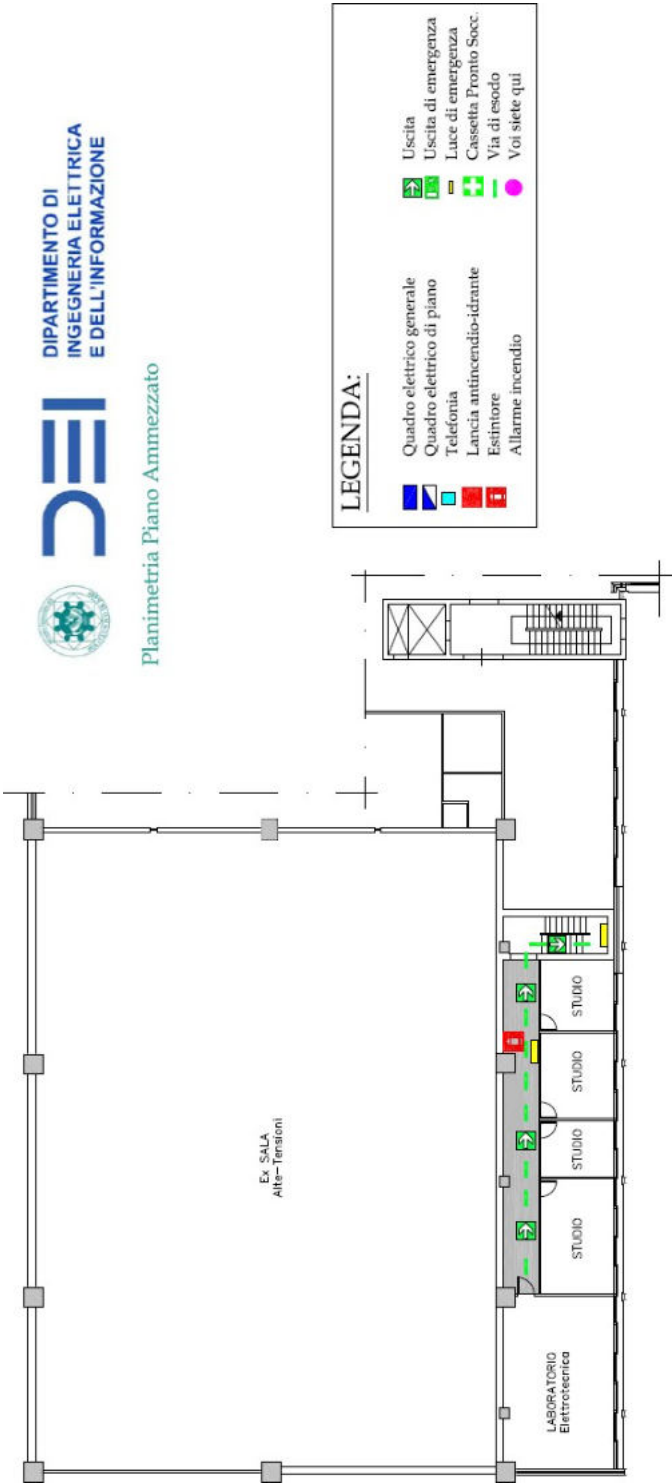 DEI
DIPARTIMENTO DI
INGEGNERIA ELETTRICA
E DELL'INFORMAZIONE
Planimetria Piano Ammezzato
LEGENDA:
Quadro elettrico generale
Quadro elettrico di piano
Telefonia
Lancia antincendio-idrante
Estintore
Allarme incendio
Uscita
Uscita di emergenza
Luce di emergenza
Cassetta Pronto Socc.
Via di esodo
Voi siete qui
Ex SALA
Alte-Tensioni
LABORATORIO
Elettrotecnica
STUDIO
STUDIO
STUDIO
STUDIO